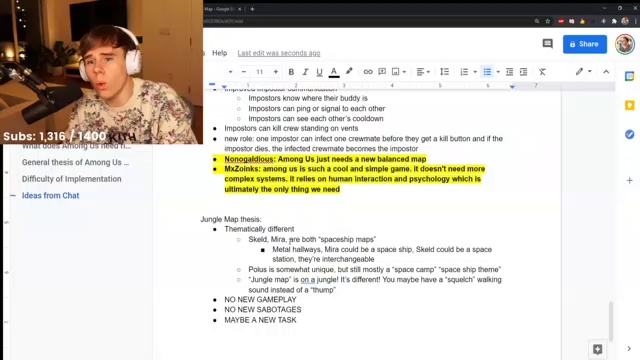 Map - Google D
Help Last edit was seconds ago
Share
11
Improved impostor communication
Impostors know where their buddy is
Impostors can ping or signal to each other
Impostors can see each other's cooldown
Impostors can kill crew standing on vents
new role: one impostor can infect one crewmate before they get a kill button and if the
impostor dies, the infected crewmate becomes the impostor
Nonogaldious: Among Us just needs a new balanced map
MxZoinks: among us is such a cool and simple game. it doesn't need more
complex systems. it relies on human interaction and psychology which is
ultimately the only thing we need
Jungle Map thesis:
Thematically different
Skeld, Mira, are both "spaceship maps"
Metal hallways, Mira could be a space ship, Skeld could be a space
station, they're interchangeable
Polus is somewhat unique, but still mostly a "space camp" "space ship theme"
"Jungle map" is on a jungle! It's different! You maybe have a "squelch" walking
sound instead of a "thump"
NO NEW GAMEPLAY
NO NEW SABOTAGES
MAYBE A NEW TASK
Subs: 1,316 / 1400
What does Among Us need
General thesis of Among Us ...
Difficulty of Implementation
Ideas from Chat
1 2 3 4 5 6 7